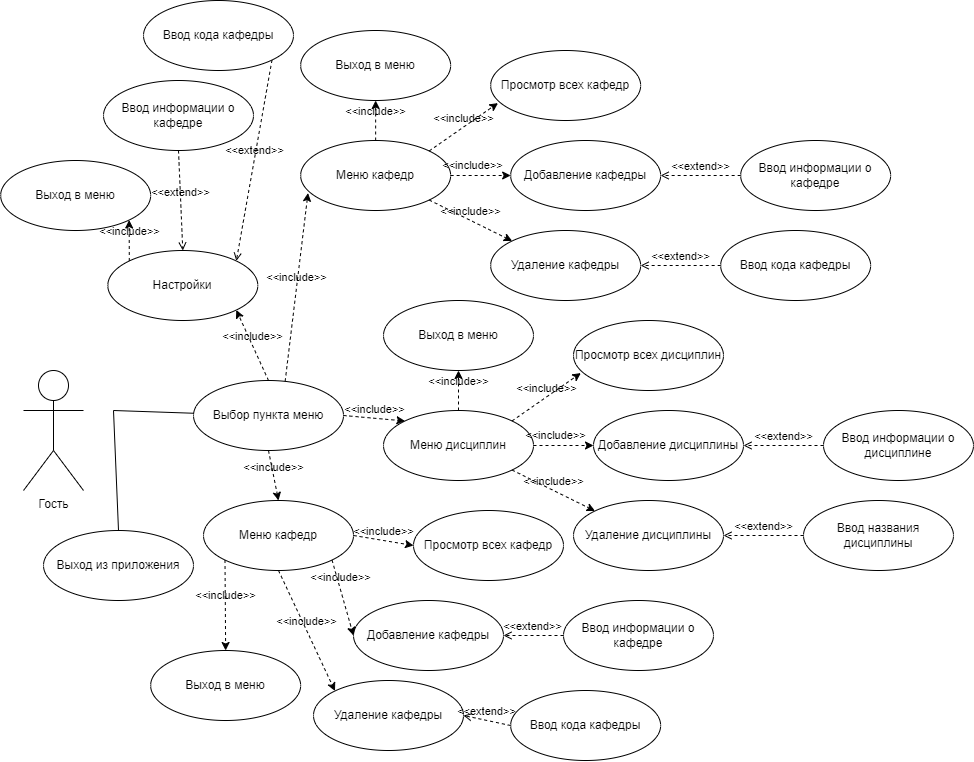 Ввод кода кафедры
Выход в меню
<<include>>
Просмотр всех кафедр
<<include>>
Ввод информации о
кафедре
<<extend>>
Выход в меню
<<extend>>
<<include>>
Меню кафедр
<<include>>
Добавление кафедры
<<extend>>
Ввод информации о
кафедре
<<include>>
Удаление кафедры
<<extend>>
Ввод кода кафедры
Настройки
<<include>>
<<include>>
Выход в меню
<<include>>
Просмотр всех дисциплин
<<include>>
Выбор пункта меню
<<include>>
Меню дисциплин
<<include>>
Добавление дисциплины
<<extend>>
Ввод информации о
дисциплине
<<include>>
Удаление дисциплины
<<extend>>
Ввод названия
дисциплины
Гость
<<include>>
Выход из приложения
Меню кафедр
<<include>>
Просмотр всех кафедр
<<include>>
<<include>>
<<include>>
Добавление кафедры
<<extend>>
Ввод информации о
кафедре
Выход в меню
Удаление кафедры
<<extend>>
Ввод кода кафедры